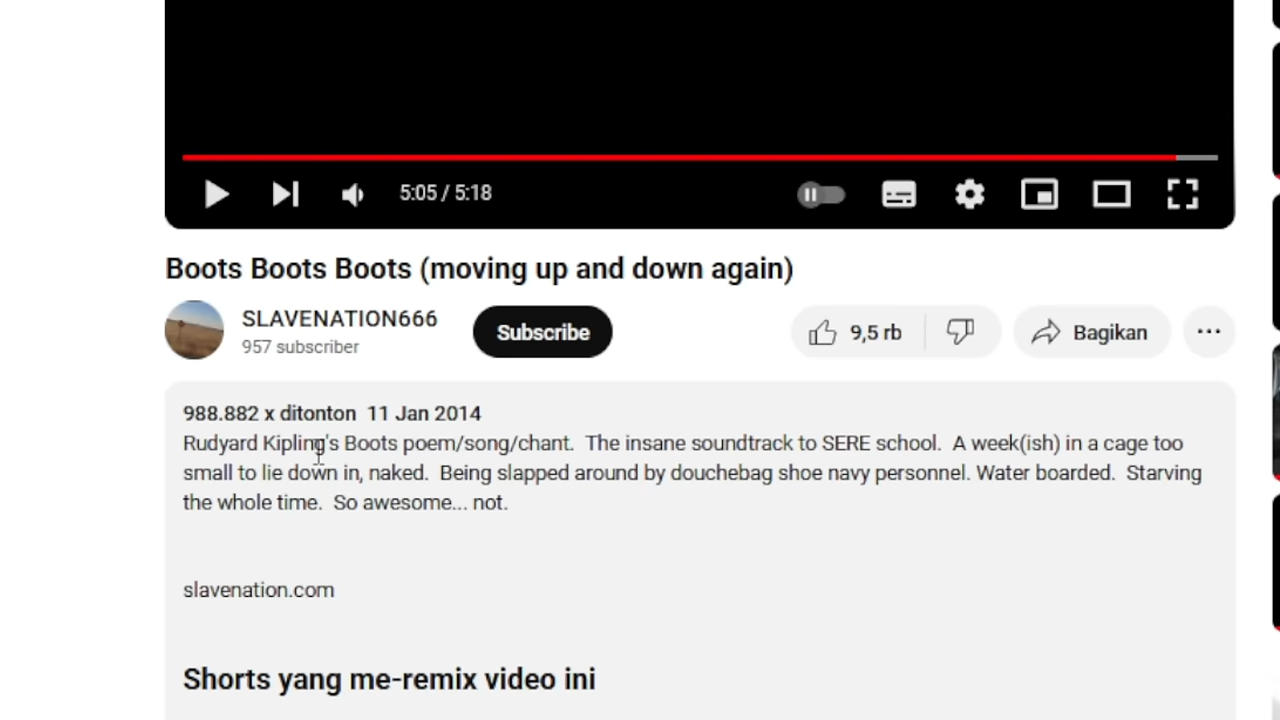 5:05 / 5:18
Boots Boots Boots (moving up and down again)
SLAVENATION666
957 subscriber
Subscribe
9,5 rb
Bagikan
988.882 x ditonton 11 Jan 2014
Rudyard Kipling's Boots poem/song/chant. The insane soundtrack to SERE school. A week(ish) in a cage too
small to lie down in, naked. Being slapped around by douchebag shoe navy personnel. Water boarded. Starving
the whole time. So awesome... not.
slavenation.com
Shorts yang me-remix video ini